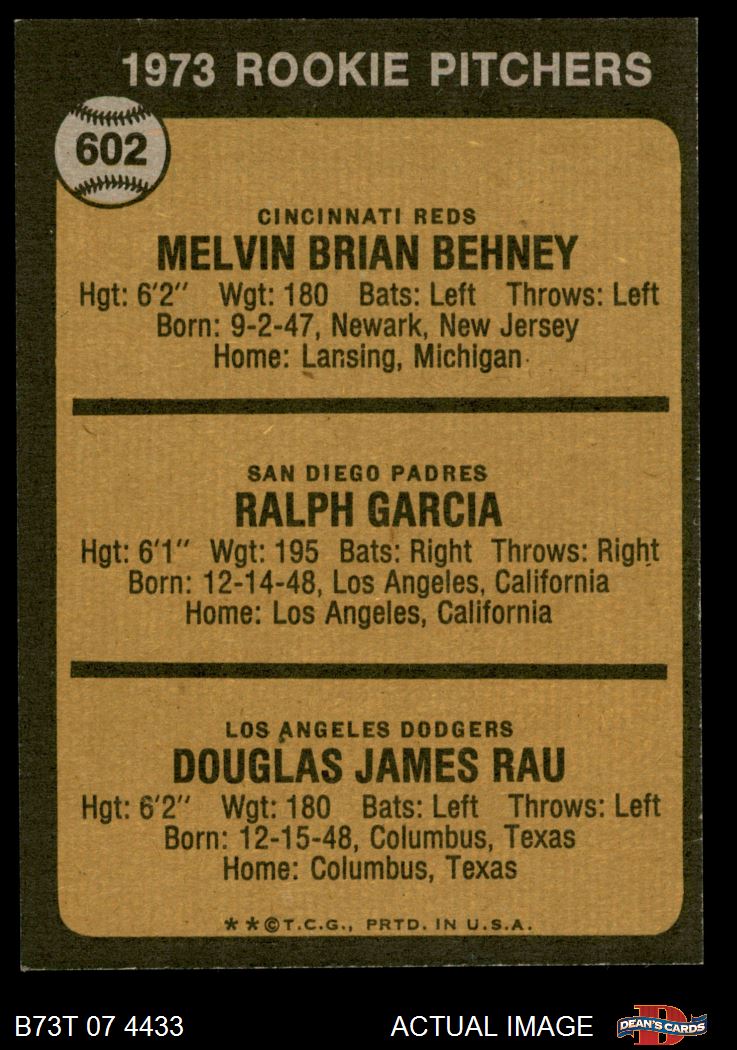 1973 ROOKIE PITCHERS
602
CINCINNATI REDS
MELVIN BRIAN BEHNEY
Hgt: 6'2" Wgt: 180 Bats: Left Throws: Left
Born: 9-2-47, Newark, New Jersey
Home: Lansing, Michigan
SAN DIEGO PADRES
RALPH GARCIA
Hgt: 6'1" Wgt: 195 Bats: Right Throws: Right
Born: 12-14-48, Los Angeles, California
Home: Los Angeles, California
LOS ANGELES DODGERS
DOUGLAS JAMES RAU
Hgt: 6'2" Wgt: 180 Bats: Left Throws: Left
Born: 12-15-48, Columbus, Texas
Home: Columbus, Texas
**©T.C.G., PRTD. IN U.S.A.
B73T 07 4433 ACTUAL IMAGE D DEAN'S CARDS